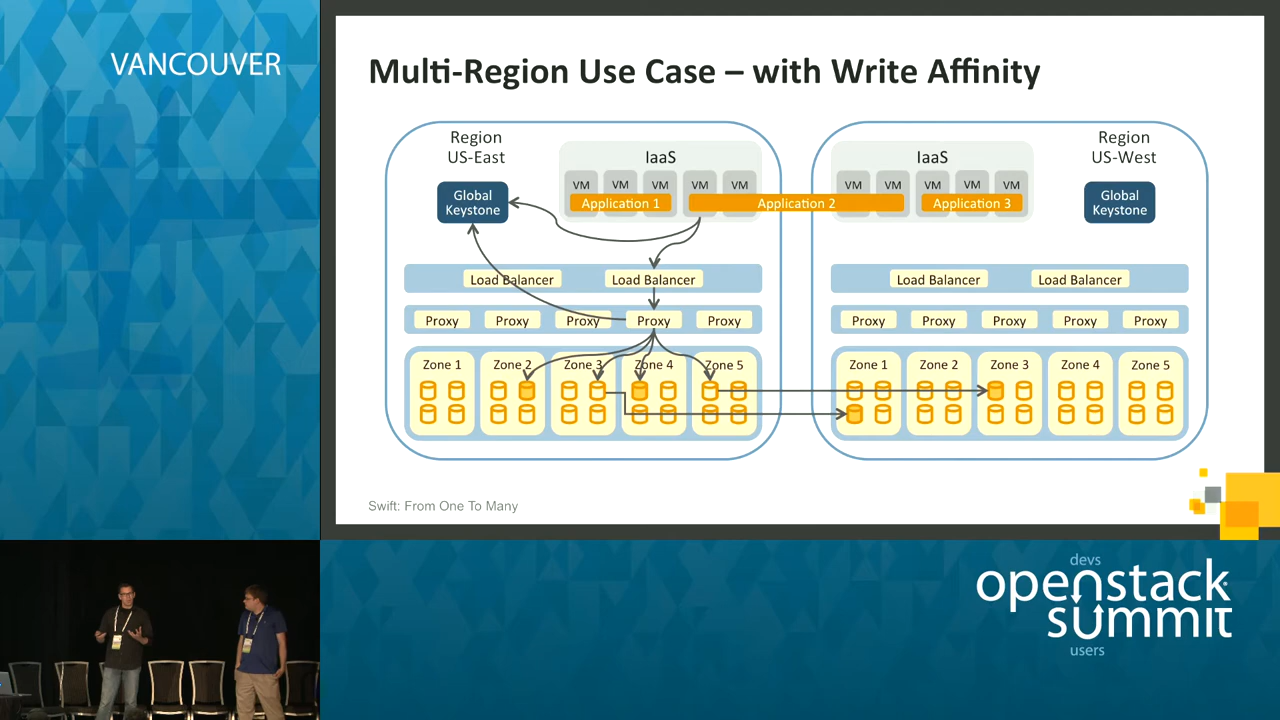 VANCOUVER
Multi-Region Use Case – with Write Affinity
Region
US-East
Global
Keystone
IaaS
VM VM VM VM VM
Application 1
Application 2
IaaS
VM VM VM VM VM
Application 3
Region
US-West
Global
Keystone
Load Balancer Load Balancer
Load Balancer Load Balancer
Proxy Proxy Proxy Proxy Proxy
Proxy Proxy Proxy Proxy Proxy
Zone 1 Zone 2 Zone 3 Zone 4 Zone 5
Zone 1 Zone 2 Zone 3 Zone 4 Zone 5
Swift: From One To Many
devs
openstack
summit
users